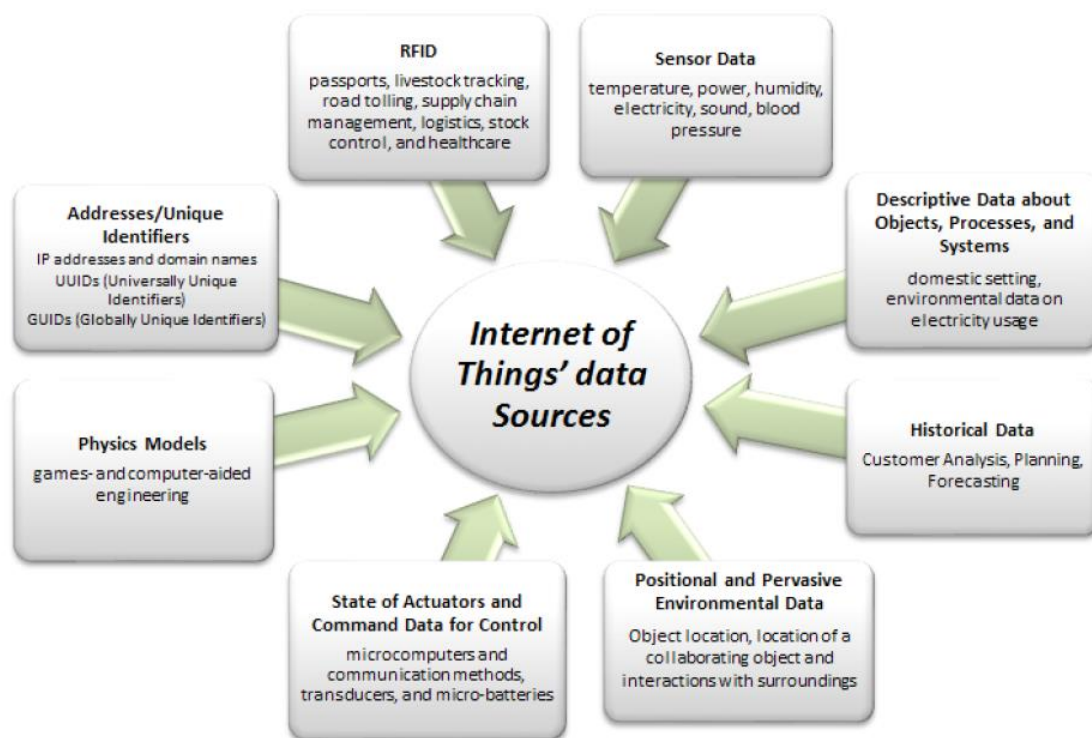 RFID
passports, livestock tracking,
road tolling, supply chain
management, logistics, stock
control, and healthcare
Sensor Data
temperature, power, humidity,
electricity, sound, blood
pressure
Addresses/Unique
Identifiers
IP addresses and domain names
UUIDs (Universally Unique
Identifiers)
GUIDs (Globally Unique Identifiers)
Descriptive Data about
Objects, Processes, and
Systems
domestic setting,
environmental data on
electricity usage
Internet of
Things’ data
Sources
Physics Models
games- and computer-aided
engineering
Historical Data
Customer Analysis, Planning,
Forecasting
State of Actuators and
Command Data for Control
microcomputers and
communication methods,
transducers, and micro-batteries
Positional and Pervasive
Environmental Data
Object location, location of a
collaborating object and
interactions with surroundings